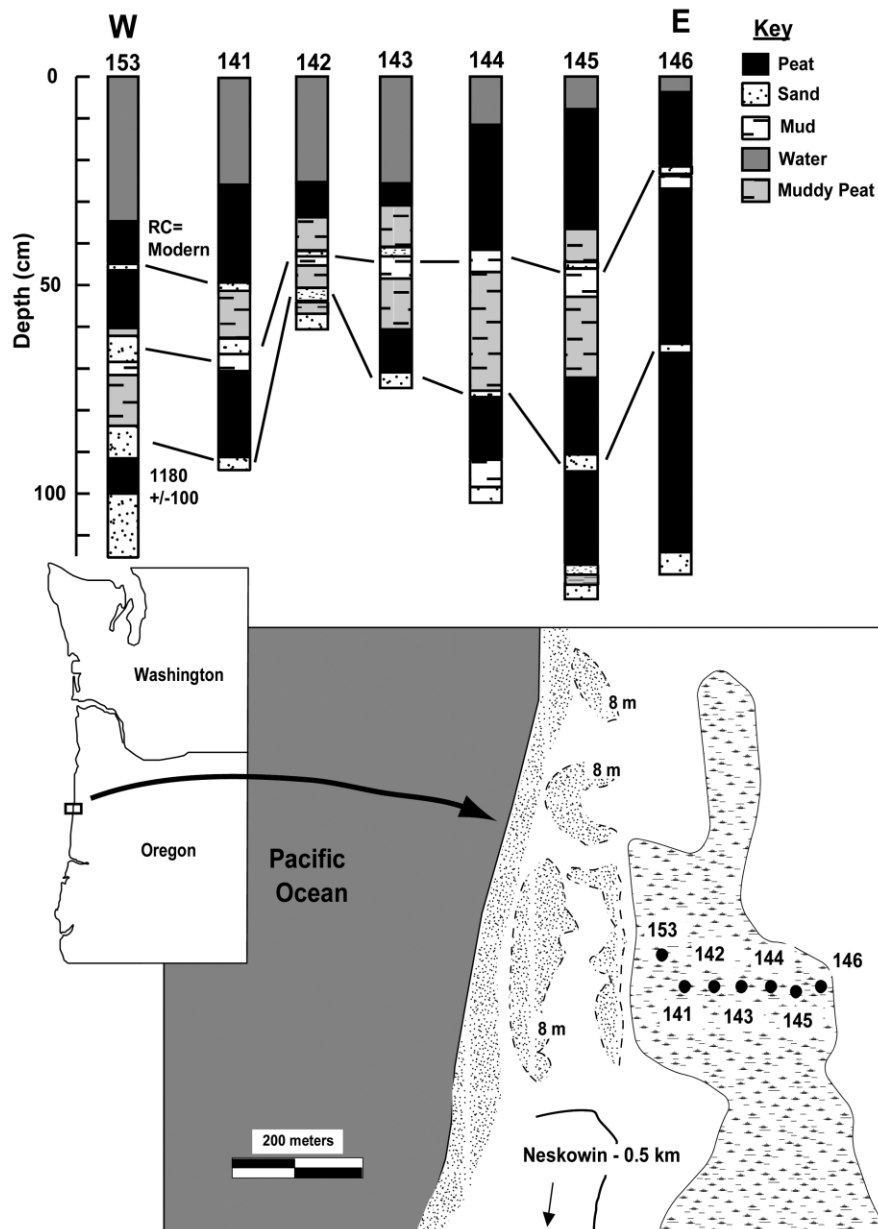 W
E
153
141
142
143
144
145
146
Key
Peat
Sand
Mud
Water
Muddy Peat
0
50
100
Depth (cm)
RC=
Modern
1180
+/-100
Washington
Oregon
Pacific
Ocean
8 m
8 m
8 m
153
142
144
146
141
143
145
200 meters
Neskowin - 0.5 km